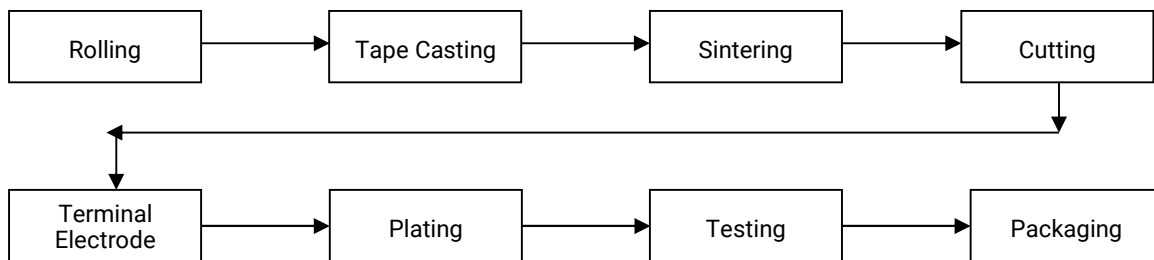 Rolling
Tape Casting
Sintering
Cutting
Terminal
Electrode
Plating
Testing
Packaging